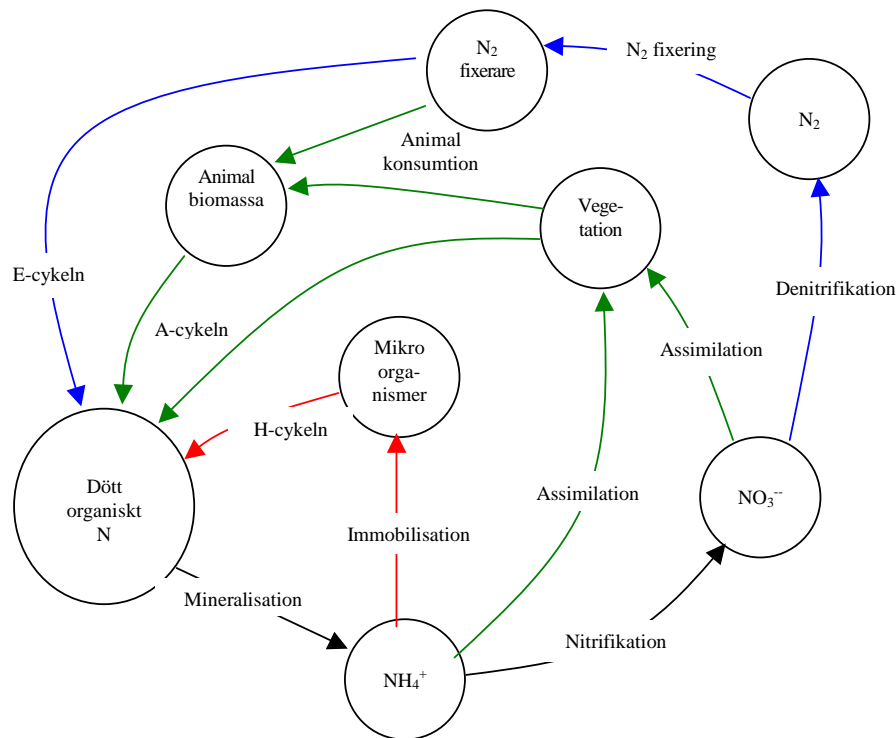 N₂
fixerare
N₂ fixering
N₂
Animal
konsumtion
Animal
biomassa
Vege-
tation
E-cykeln
Denitrifikation
A-cykeln
Assimilation
Mikro
orga-
nismer
H-cykeln
Dött
organiskt
N
Assimilation
NO₃⁻⁻
Immobilisation
Mineralisation
Nitrifikation
NH₄⁺